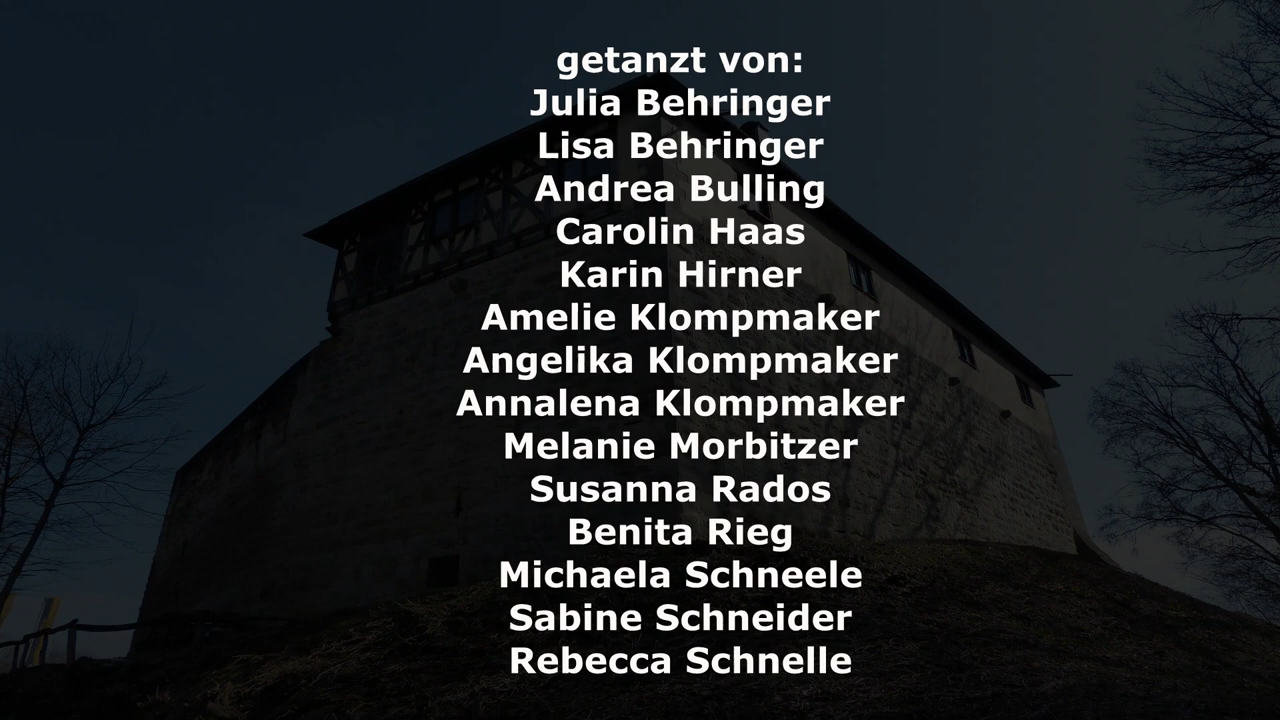 getanzt von:
Julia Behringer
Lisa Behringer
Andrea Bulling
Carolin Haas
Karin Hirner
Amelie Klompmaker
Angelika Klompmaker
Annalena Klompmaker
Melanie Morbitzer
Susanna Rados
Benita Rieg
Michaela Schneele
Sabine Schneider
Rebecca Schnelle